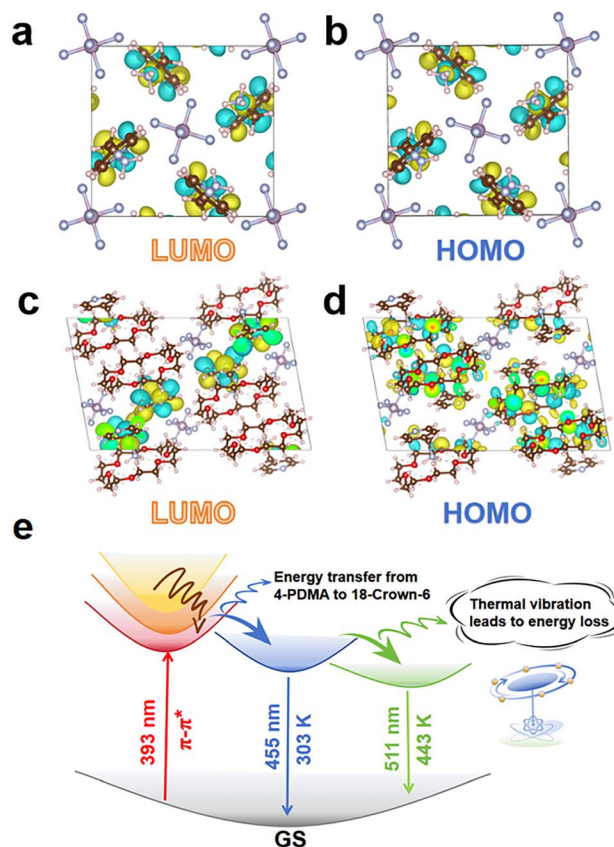 a
b
LUMO
HOMO
c
d
LUMO
HOMO
e
Energy transfer from
4-PDMA to 18-Crown-6
Thermal vibration
leads to energy loss
393 nm
π-π*
455 nm
303 K
511 nm
443 K
GS